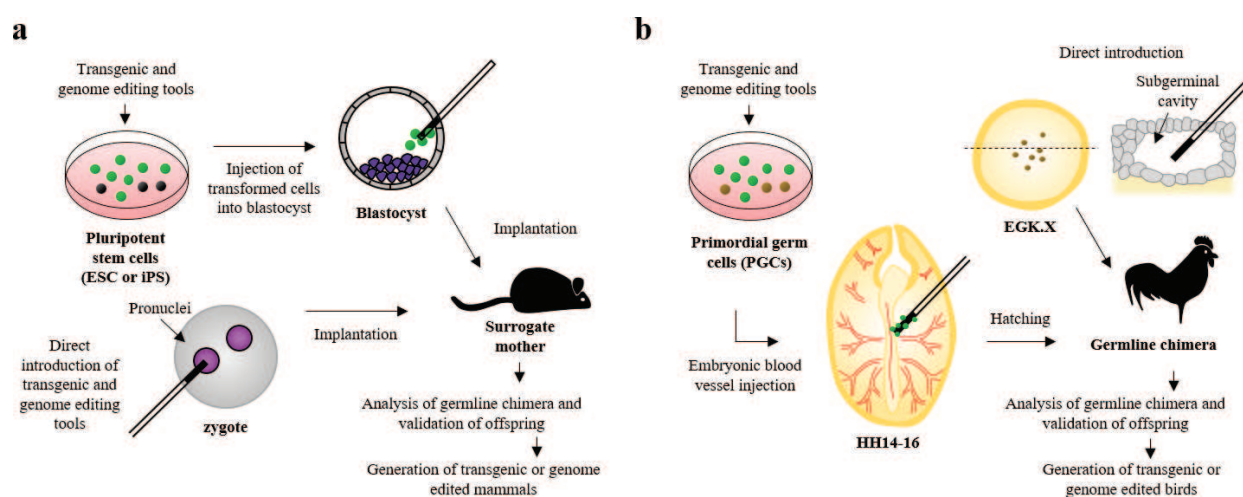 a
Transgenic and
genome editing tools
Injection of
transformed cells
into blastocyst
Blastocyst
Pluripotent
stem cells
(ESC or iPS)
Implantation
Pronuclei
Direct
introduction of
transgenic and
genome editing
tools
zygote
Implantation
Surrogate
mother
Analysis of germline chimera and
validation of offspring
Generation of transgenic or genome
edited mammals
b
Transgenic and
genome editing tools
Direct introduction
Subgerminal
cavity
EGK.X
Primordial germ
cells (PGCs)
Embryonic blood
vessel injection
HH14-16
Hatching
Germline chimera
Analysis of germline chimera and
validation of offspring
Generation of transgenic or
genome edited birds